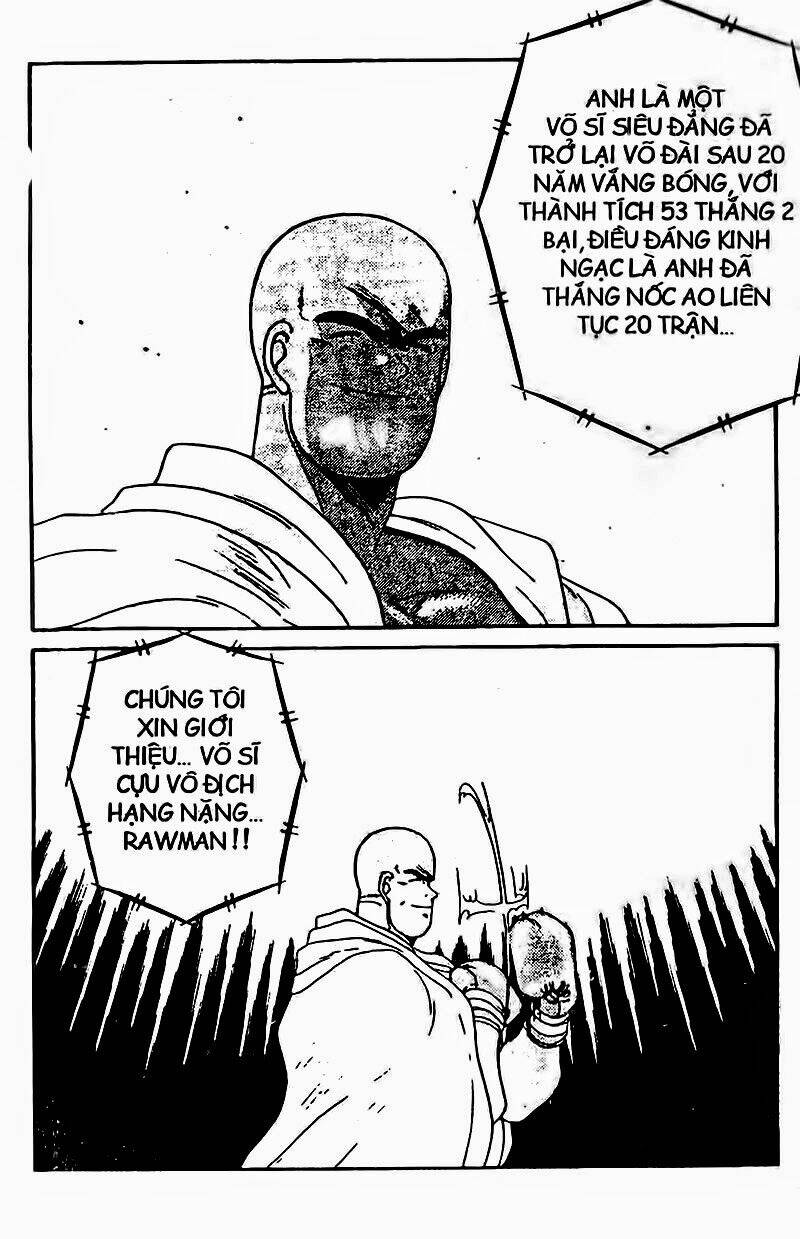 ANH LÀ MỘT
VÕ SĨ SIÊU ĐẲNG ĐÃ
TRỞ LẠI VÕ ĐÀI SAU 20
NĂM VẮNG BÓNG, VỚI
THÀNH TÍCH 53 THẮNG 2
BẠI, ĐIỀU ĐÁNG KINH
NGẠC LÀ ANH ĐÃ
THẮNG NỐC AO LIÊN
TỤC 20 TRẬN...
CHÚNG TÔI
XIN GIỚI
THIỆU... VÕ SĨ
CỰU VÔ ĐỊCH
HẠNG NẶNG...
RAWMAN!!